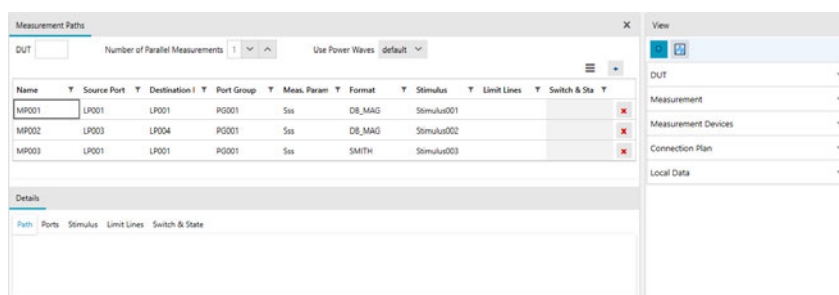 Measurement Paths
DUT Number of Parallel Measurements 1 Use Power Waves default
Name Source Port Destination I Port Group Meas. Param Format Stimulus Limit Lines Switch & Sta
MP001 LP001 LP001 PG001 Sss DB_MAG Stimulus001
MP002 LP003 LP004 PG001 Sss DB_MAG Stimulus002
MP003 LP001 LP001 PG001 Sss SMITH Stimulus003
Details
Path Ports Stimulus Limit Lines Switch & State
View
DUT
Measurement
Measurement Devices
Connection Plan
Local Data